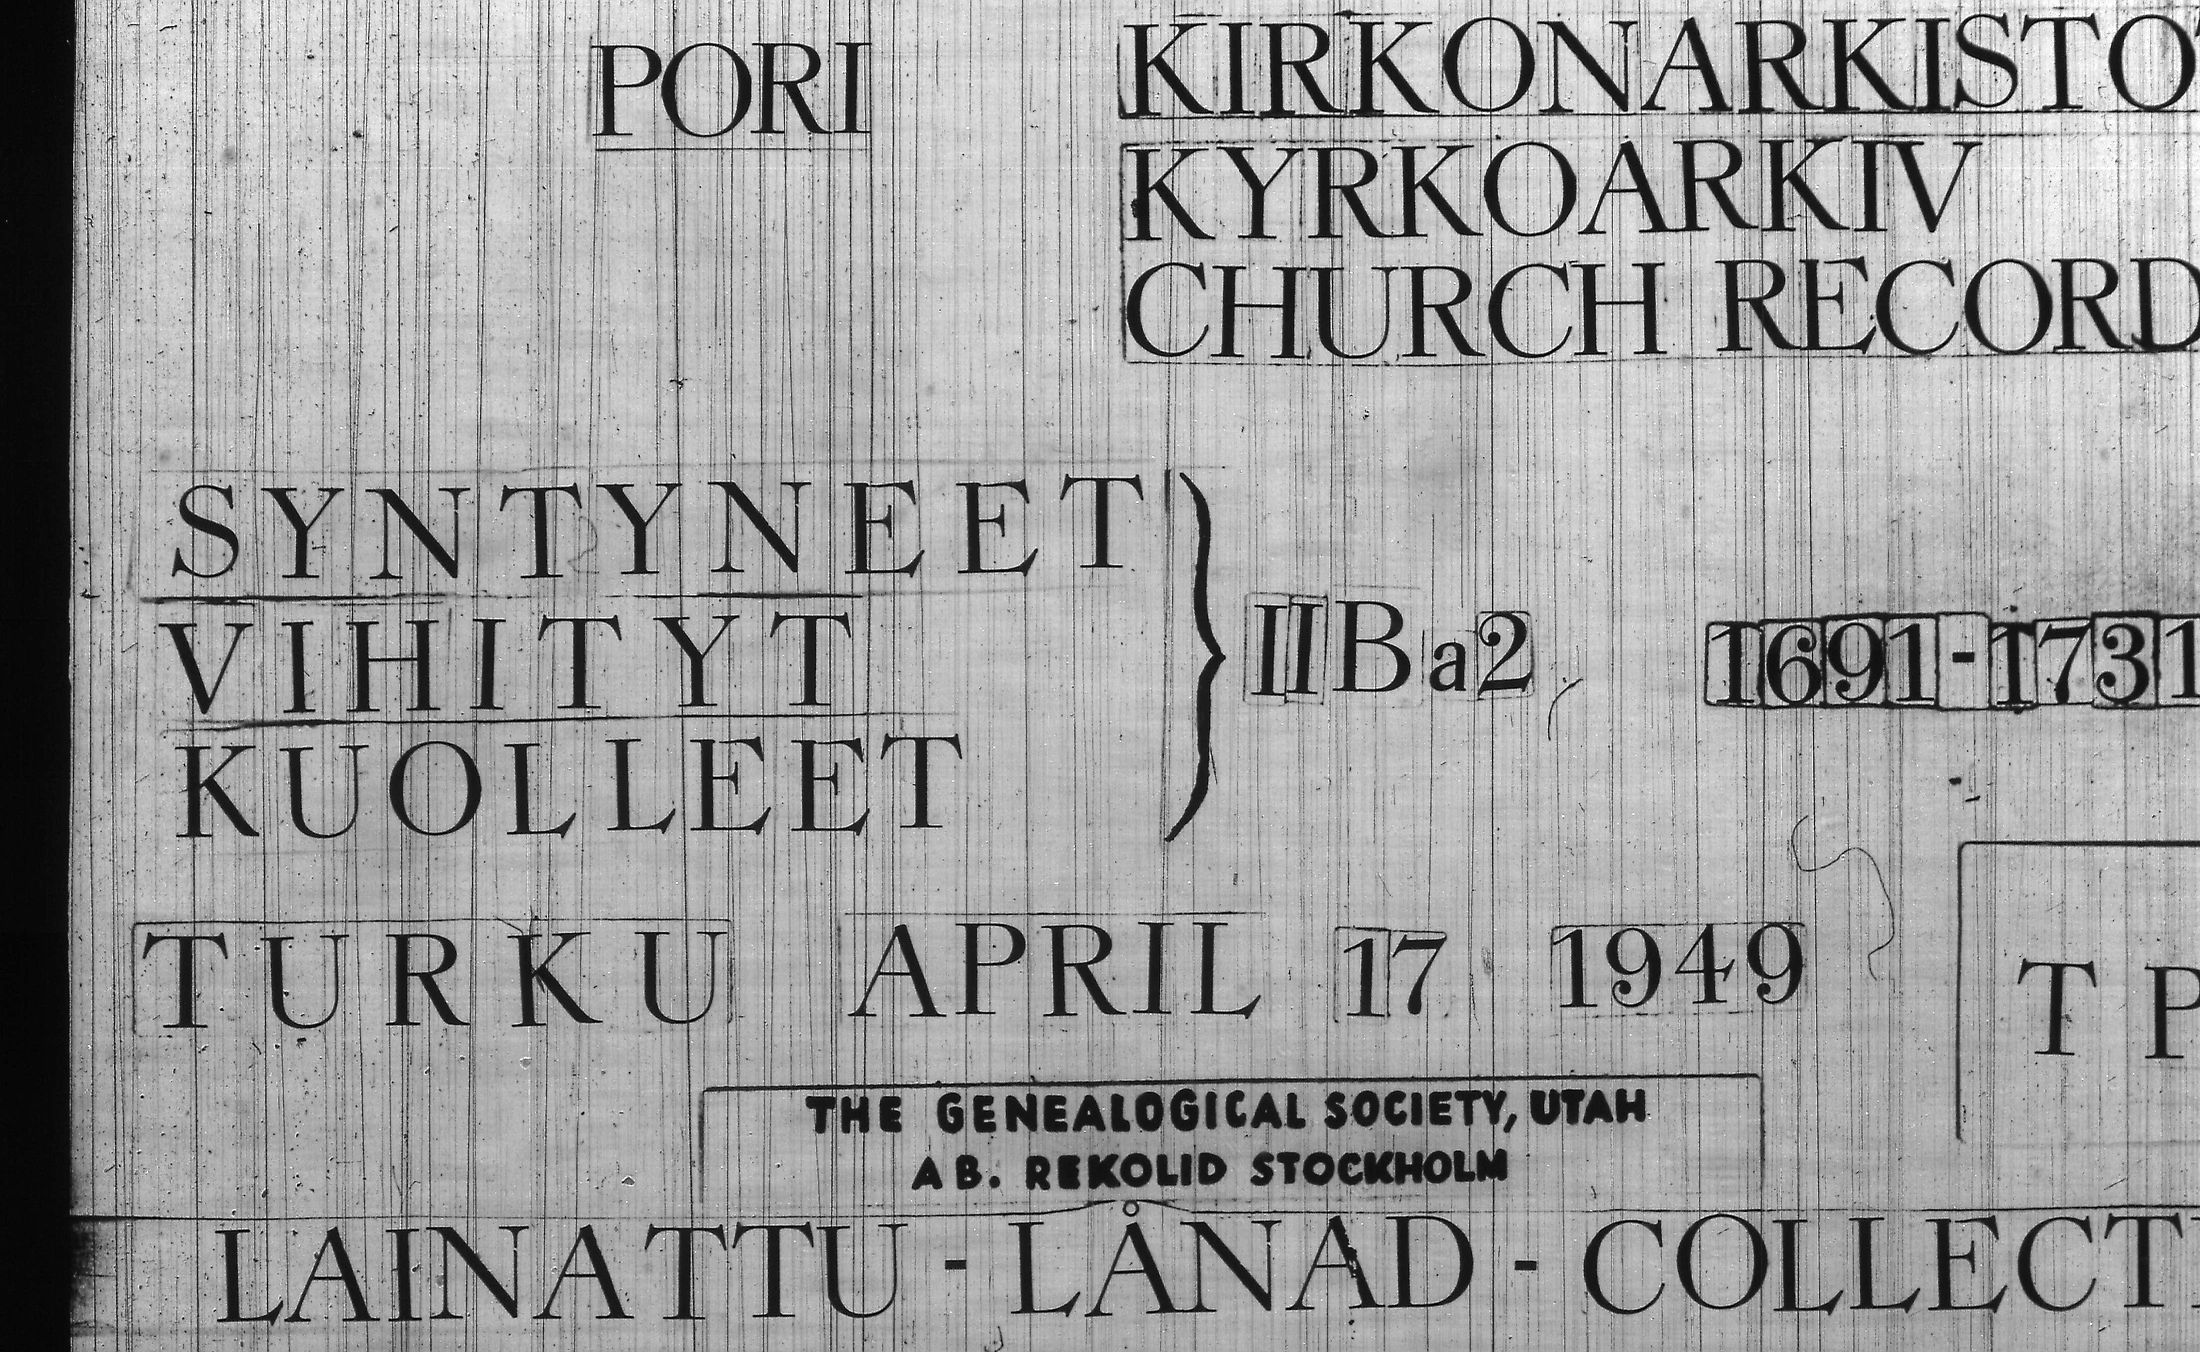 PORI KIRKONARKISTO
KYRKOARKIV
CHURCH RECORD
SYNTYNEET
VIHITYT
KUOLLEET
} IIBa2 1691-1731
TURKU APRIL 17 1949
T P
THE GENEALOGICAL SOCIETY, UTAH
AB. REKOLID STOCKHOLM
LAINATTU - LÅNAD - COLLECT